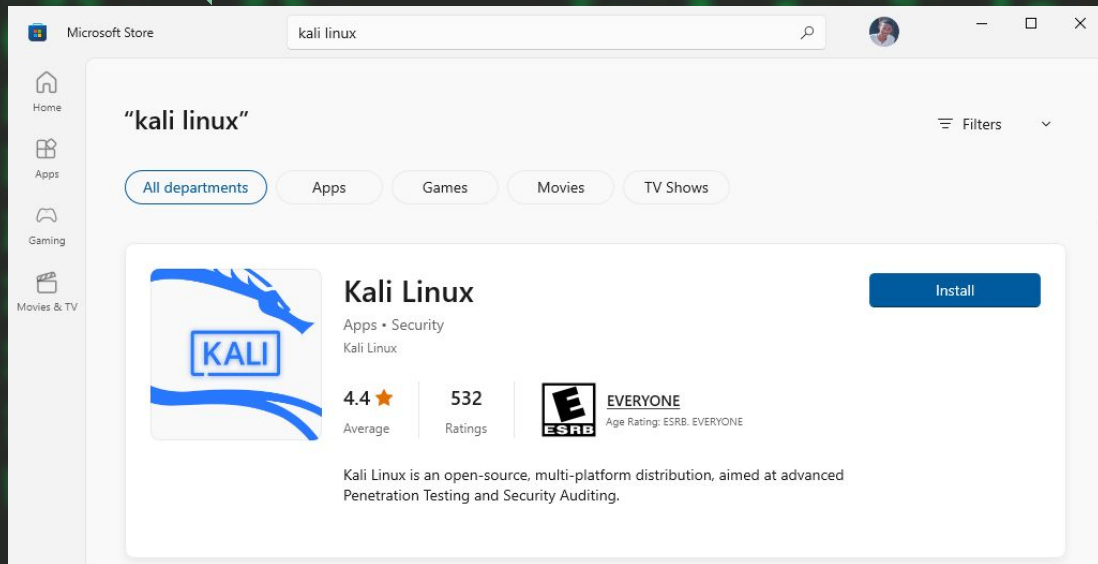 Microsoft Store
kali linux
Home
Apps
Gaming
Movies & TV
“kali linux”
Filters
All departments Apps Games Movies TV Shows
KALI
Kali Linux
Install
Apps • Security
Kali Linux
4.4 532
Average Ratings
E
ESRB
EVERYONE
Age Rating: ESRB. EVERYONE
Kali Linux is an open-source, multi-platform distribution, aimed at advanced
Penetration Testing and Security Auditing.